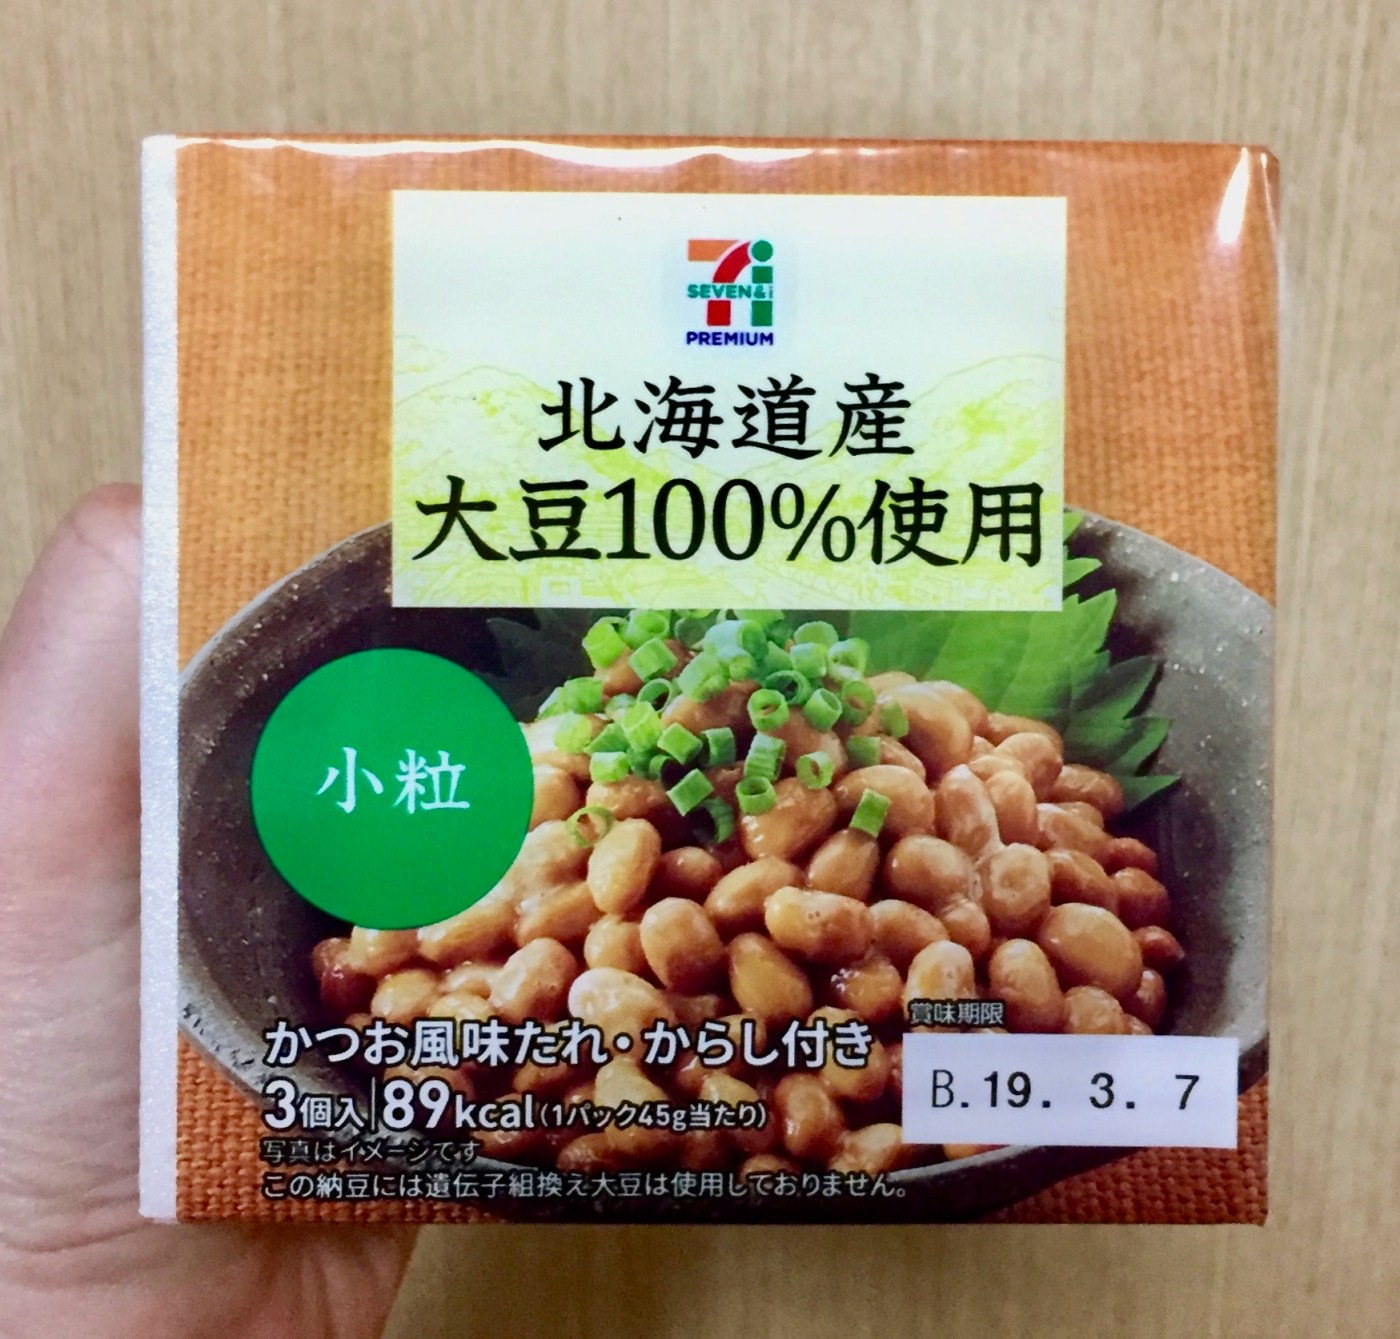 SEVEN&i
PREMIUM
北海道産
大豆100%使用
小粒
かつお風味たれ・からし付き
3個入|89kcal(1パック45g当たり)
写真はイメージです
この納豆には遺伝子組換え大豆は使用しておりません。
賞味期限
B.19. 3. 7